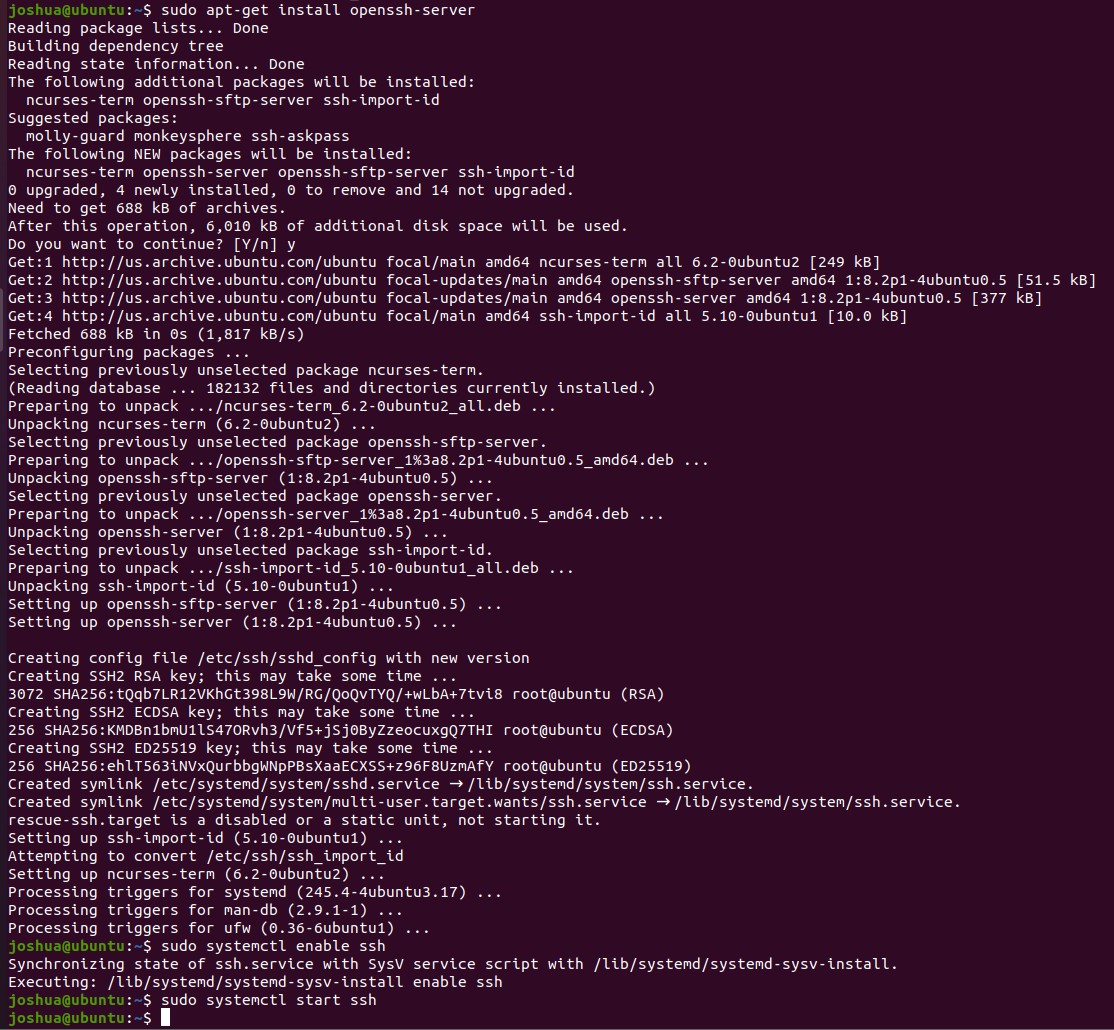 joshua@ubuntu:~$ sudo apt-get install openssh-server
Reading package lists... Done
Building dependency tree
Reading state information... Done
The following additional packages will be installed:
  ncurses-term openssh-sftp-server ssh-import-id
Suggested packages:
  molly-guard monkeysphere ssh-askpass
The following NEW packages will be installed:
  ncurses-term openssh-server openssh-sftp-server ssh-import-id
0 upgraded, 4 newly installed, 0 to remove and 14 not upgraded.
Need to get 688 kB of archives.
After this operation, 6,010 kB of additional disk space will be used.
Do you want to continue? [Y/n] y
Get:1 http://us.archive.ubuntu.com/ubuntu focal/main amd64 ncurses-term all 6.2-0ubuntu2 [249 kB]
Get:2 http://us.archive.ubuntu.com/ubuntu focal-updates/main amd64 openssh-sftp-server amd64 1:8.2p1-4ubuntu0.5 [51.5 kB]
Get:3 http://us.archive.ubuntu.com/ubuntu focal-updates/main amd64 openssh-server amd64 1:8.2p1-4ubuntu0.5 [377 kB]
Get:4 http://us.archive.ubuntu.com/ubuntu focal/main amd64 ssh-import-id all 5.10-0ubuntu1 [10.0 kB]
Fetched 688 kB in 0s (1,817 kB/s)
Preconfiguring packages ...
Selecting previously unselected package ncurses-term.
(Reading database ... 182132 files and directories currently installed.)
Preparing to unpack .../ncurses-term_6.2-0ubuntu2_all.deb ...
Unpacking ncurses-term (6.2-0ubuntu2) ...
Selecting previously unselected package openssh-sftp-server.
Preparing to unpack .../openssh-sftp-server_1%3a8.2p1-4ubuntu0.5_amd64.deb ...
Unpacking openssh-sftp-server (1:8.2p1-4ubuntu0.5) ...
Selecting previously unselected package openssh-server.
Preparing to unpack .../openssh-server_1%3a8.2p1-4ubuntu0.5_amd64.deb ...
Unpacking openssh-server (1:8.2p1-4ubuntu0.5) ...
Selecting previously unselected package ssh-import-id.
Preparing to unpack .../ssh-import-id_5.10-0ubuntu1_all.deb ...
Unpacking ssh-import-id (5.10-0ubuntu1) ...
Setting up openssh-sftp-server (1:8.2p1-4ubuntu0.5) ...
Setting up openssh-server (1:8.2p1-4ubuntu0.5) ...

Creating config file /etc/ssh/sshd_config with new version
Creating SSH2 RSA key; this may take some time ...
3072 SHA256:tQqb7LR12VKhGt398L9W/RG/QoQvTYQ/+wLbA+7tvi8 root@ubuntu (RSA)
Creating SSH2 ECDSA key; this may take some time ...
256 SHA256:KMDBn1bmU1lS47ORvh3/Vf5+jSj0ByZzeocuxgQ7THI root@ubuntu (ECDSA)
Creating SSH2 ED25519 key; this may take some time ...
256 SHA256:ehlT563iNVxQurbbgWNpPBsXaaECXSS+z96F8UzmAfY root@ubuntu (ED25519)
Created symlink /etc/systemd/system/sshd.service → /lib/systemd/system/ssh.service.
Created symlink /etc/systemd/system/multi-user.target.wants/ssh.service → /lib/systemd/system/ssh.service.
rescue-ssh.target is a disabled or a static unit, not starting it.
Setting up ssh-import-id (5.10-0ubuntu1) ...
Attempting to convert /etc/ssh/ssh_import_id
Setting up ncurses-term (6.2-0ubuntu2) ...
Processing triggers for systemd (245.4-4ubuntu3.17) ...
Processing triggers for man-db (2.9.1-1) ...
Processing triggers for ufw (0.36-6ubuntu1) ...
joshua@ubuntu:~$ sudo systemctl enable ssh
Synchronizing state of ssh.service with SysV service script with /lib/systemd/systemd-sysv-install.
Executing: /lib/systemd/systemd-sysv-install enable ssh
joshua@ubuntu:~$ sudo systemctl start ssh
joshua@ubuntu:~$